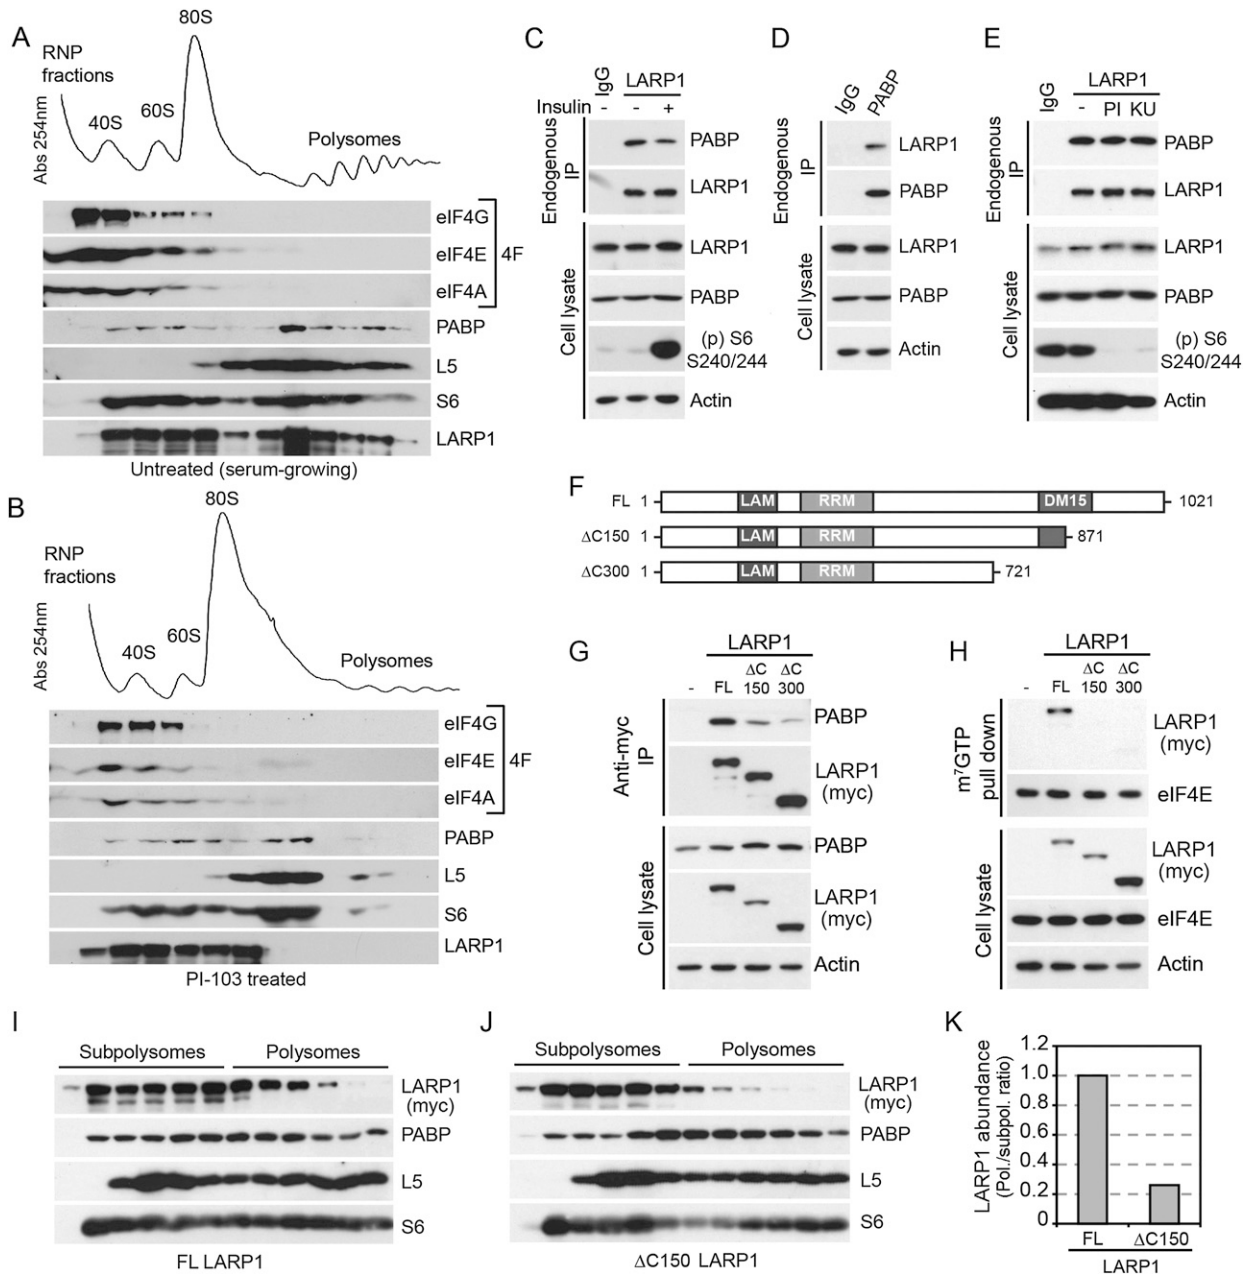 A
RNP
fractions
40S
60S
80S
Polysomes
Abs 254nm
eIF4G
eIF4E
4F
eIF4A
PABP
L5
S6
LARP1
Untreated (serum-growing)
B
RNP
fractions
40S
60S
80S
Polysomes
Abs 254nm
eIF4G
eIF4E
4F
eIF4A
PABP
L5
S6
LARP1
PI-103 treated
C
IgG
LARP1
Insulin - - +
Endogenous
IP
PABP
LARP1
Cell lysate
LARP1
PABP
(p) S6
S240/244
Actin
D
IgG
PABP
Endogenous
IP
LARP1
PABP
Cell lysate
LARP1
PABP
Actin
E
LARP1
IgG - PI KU
Endogenous
IP
PABP
LARP1
Cell lysate
LARP1
PABP
(p) S6
S240/244
Actin
F
FL 1 LAM RRM DM15 1021
ΔC150 1 LAM RRM 871
ΔC300 1 LAM RRM 721
G
LARP1
ΔC ΔC
- FL 150 300
Anti-myc
IP
PABP
LARP1
(myc)
Cell lysate
PABP
LARP1
(myc)
Actin
H
LARP1
ΔC ΔC
- FL 150 300
m⁷GTP
pull down
LARP1
(myc)
eIF4E
Cell lysate
LARP1
(myc)
eIF4E
Actin
I
Subpolysomes Polysomes
LARP1
(myc)
PABP
L5
S6
FL LARP1
J
Subpolysomes Polysomes
LARP1
(myc)
PABP
L5
S6
ΔC150 LARP1
K
LARP1 abundance
(Pol./subpol. ratio)
1.2
1.0
0.8
0.6
0.4
0.2
0
FL ΔC150
LARP1